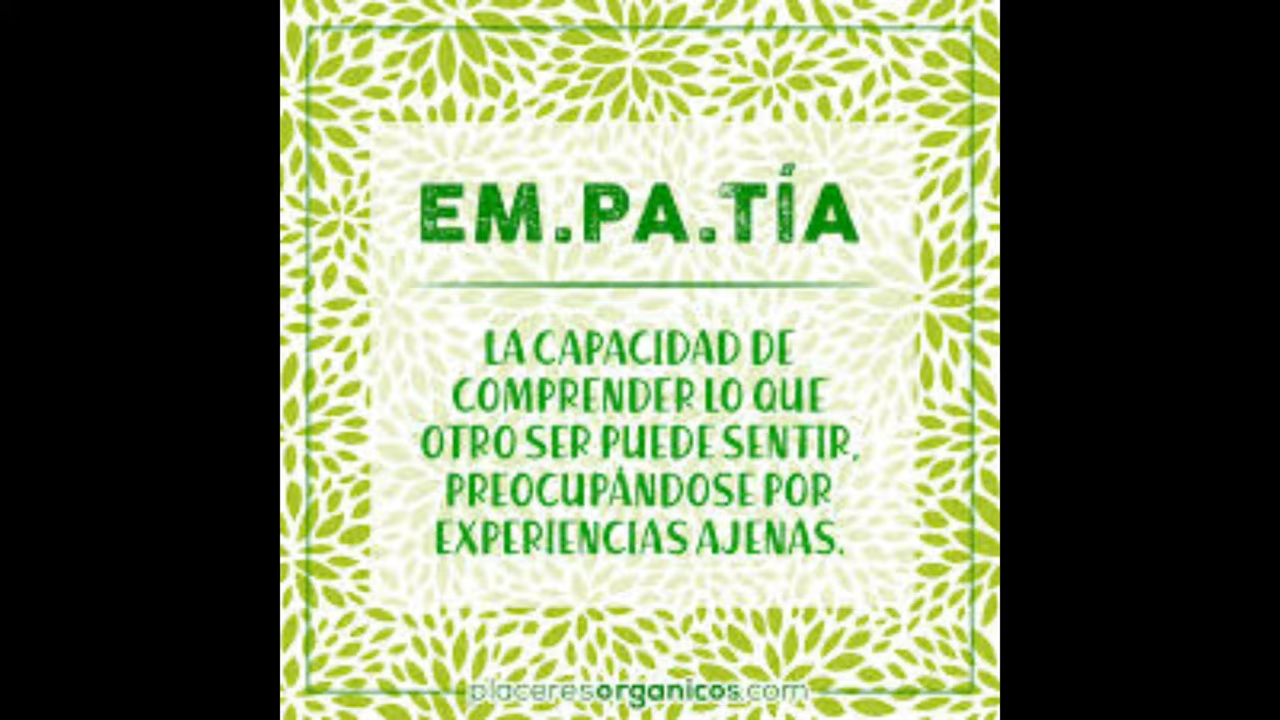 EM.PA.TÍA
LA CAPACIDAD DE
COMPRENDER LO QUE
OTRO SER PUEDE SENTIR,
PREOCUPÁNDOSE POR
EXPERIENCIAS AJENAS.
placeresorganicos.com